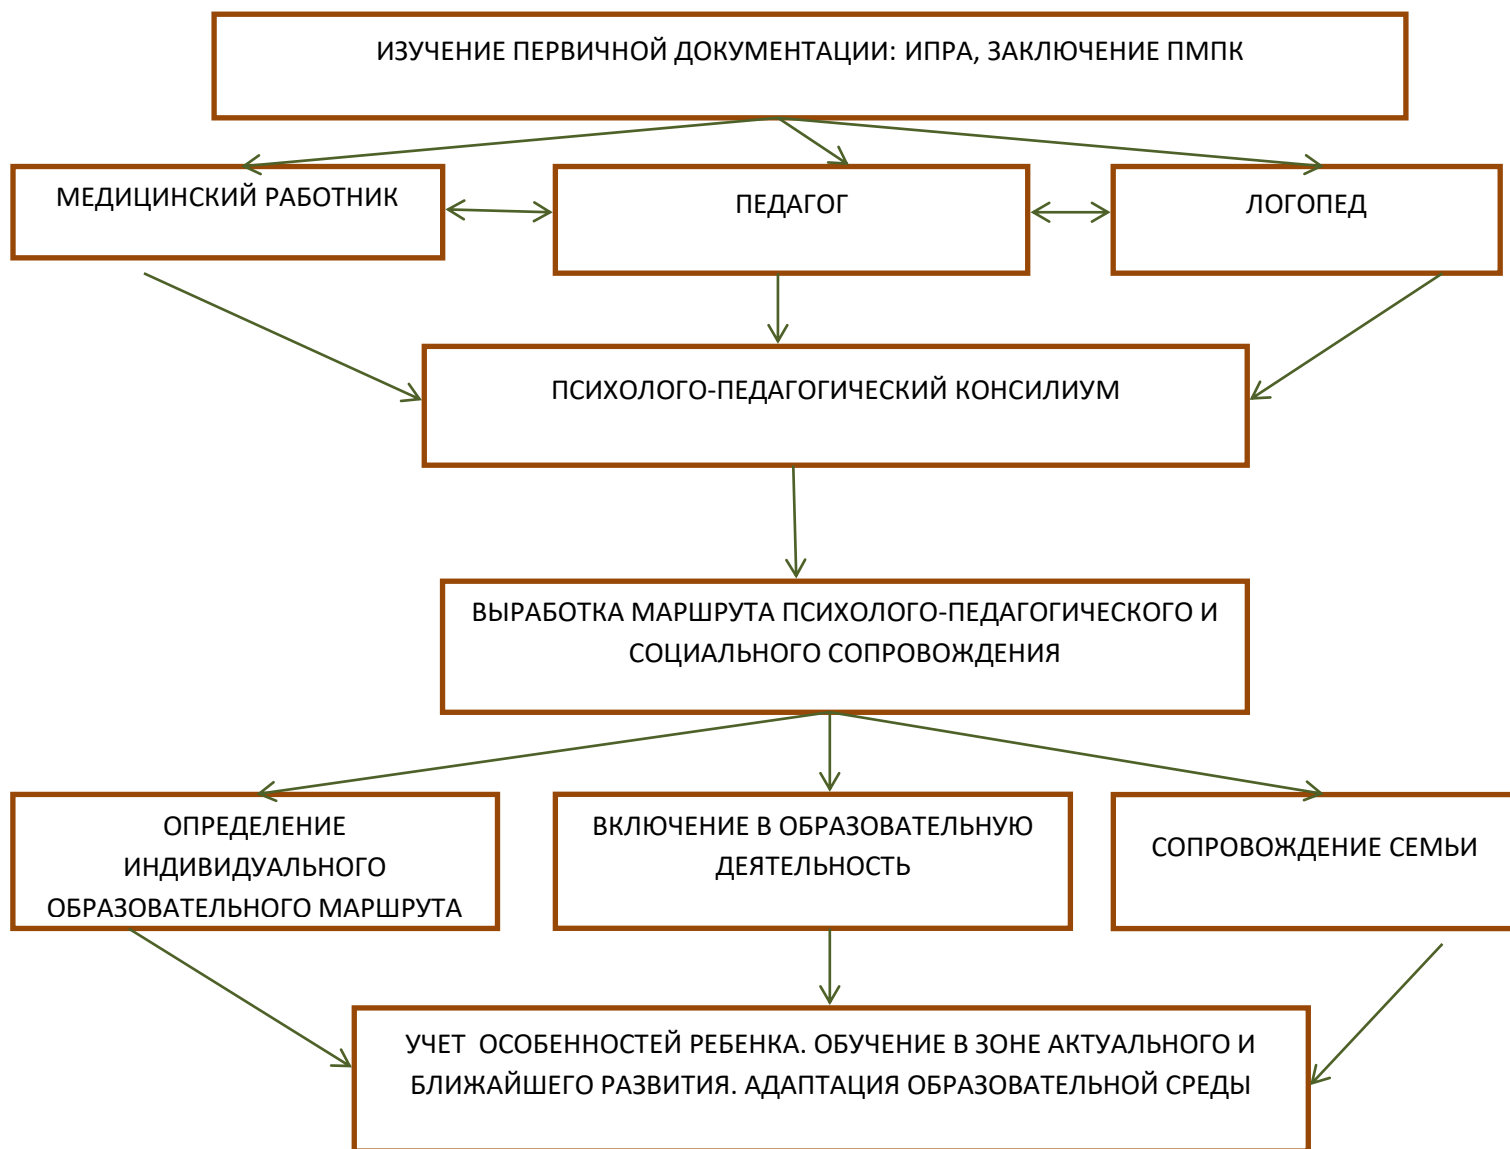 ИЗУЧЕНИЕ ПЕРВИЧНОЙ ДОКУМЕНТАЦИИ: ИПРА, ЗАКЛЮЧЕНИЕ ПМПК
МЕДИЦИНСКИЙ РАБОТНИК
ПЕДАГОГ
ЛОГОПЕД
ПСИХОЛОГО-ПЕДАГОГИЧЕСКИЙ КОНСИЛИУМ
ВЫРАБОТКА МАРШРУТА ПСИХОЛОГО-ПЕДАГОГИЧЕСКОГО И
СОЦИАЛЬНОГО СОПРОВОЖДЕНИЯ
ОПРЕДЕЛЕНИЕ
ИНДИВИДУАЛЬНОГО
ОБРАЗОВАТЕЛЬНОГО МАРШРУТА
ВКЛЮЧЕНИЕ В ОБРАЗОВАТЕЛЬНУЮ
ДЕЯТЕЛЬНОСТЬ
СОПРОВОЖДЕНИЕ СЕМЬИ
УЧЕТ  ОСОБЕННОСТЕЙ РЕБЕНКА. ОБУЧЕНИЕ В ЗОНЕ АКТУАЛЬНОГО И
БЛИЖАЙШЕГО РАЗВИТИЯ. АДАПТАЦИЯ ОБРАЗОВАТЕЛЬНОЙ СРЕДЫ